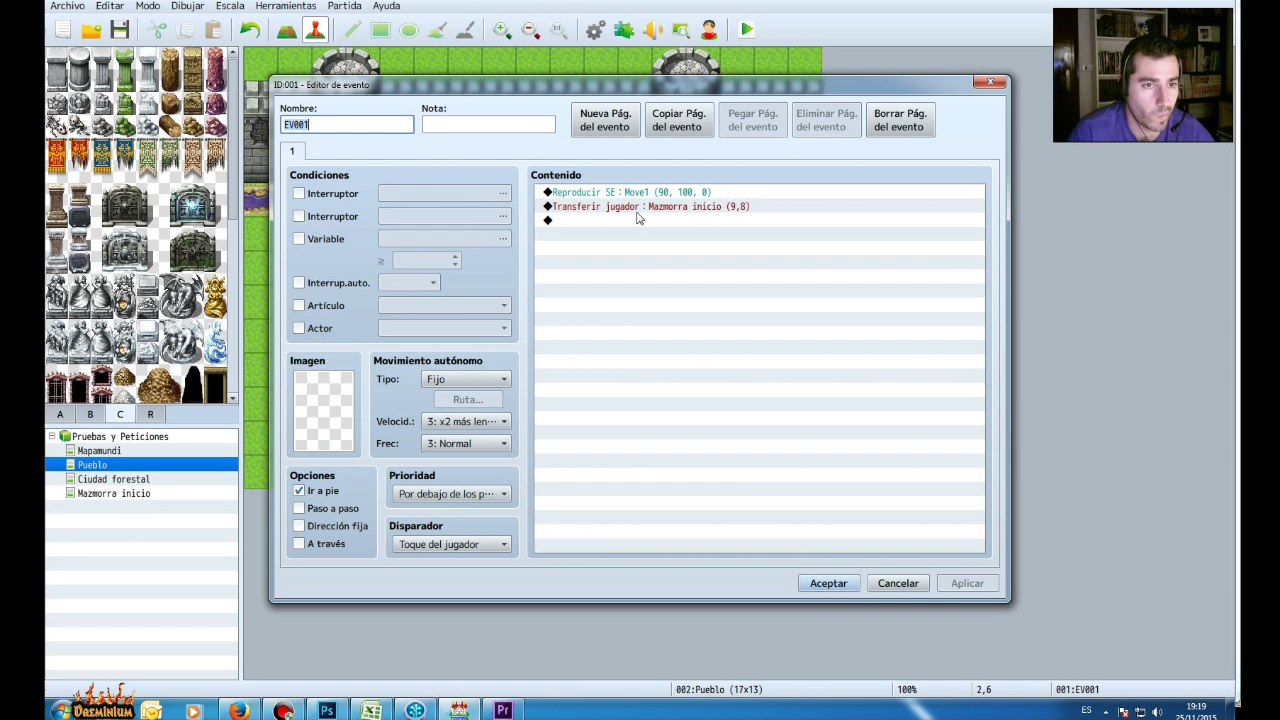 Archivo Editar Modo Dibujar Escala Herramientas Partida Ayuda
ID:001 - Editor de evento
Nombre: Nota:
EV001
Nueva Pág. del evento
Copiar Pág. del evento
Pegar Pág. del evento
Eliminar Pág. del evento
Borrar Pág. del evento
1
Condiciones
Interruptor ...
Interruptor ...
Variable ...
≥
Interrup.auto.
Artículo
Actor
Contenido
◆Reproducir SE：Move1 (90, 100, 0)
◆Transferir jugador：Mazmorra inicio (9,8)
◆
Imagen
Movimiento autónomo
Tipo: Fijo
Ruta...
Velocid.: 3: x2 más len···
Frec: 3: Normal
Opciones
Ir a pie
Paso a paso
Dirección fija
A través
Prioridad
Por debajo de los p···
Disparador
Toque del jugador
Aceptar Cancelar Aplicar
A B C R
Pruebas y Peticiones
Mapamundi
Pueblo
Ciudad forestal
Mazmorra inicio
002:Pueblo (17x13) 100% 2,6 001:EV001
Dasminium
Ps
Pr
ES
19:19
25/11/2015